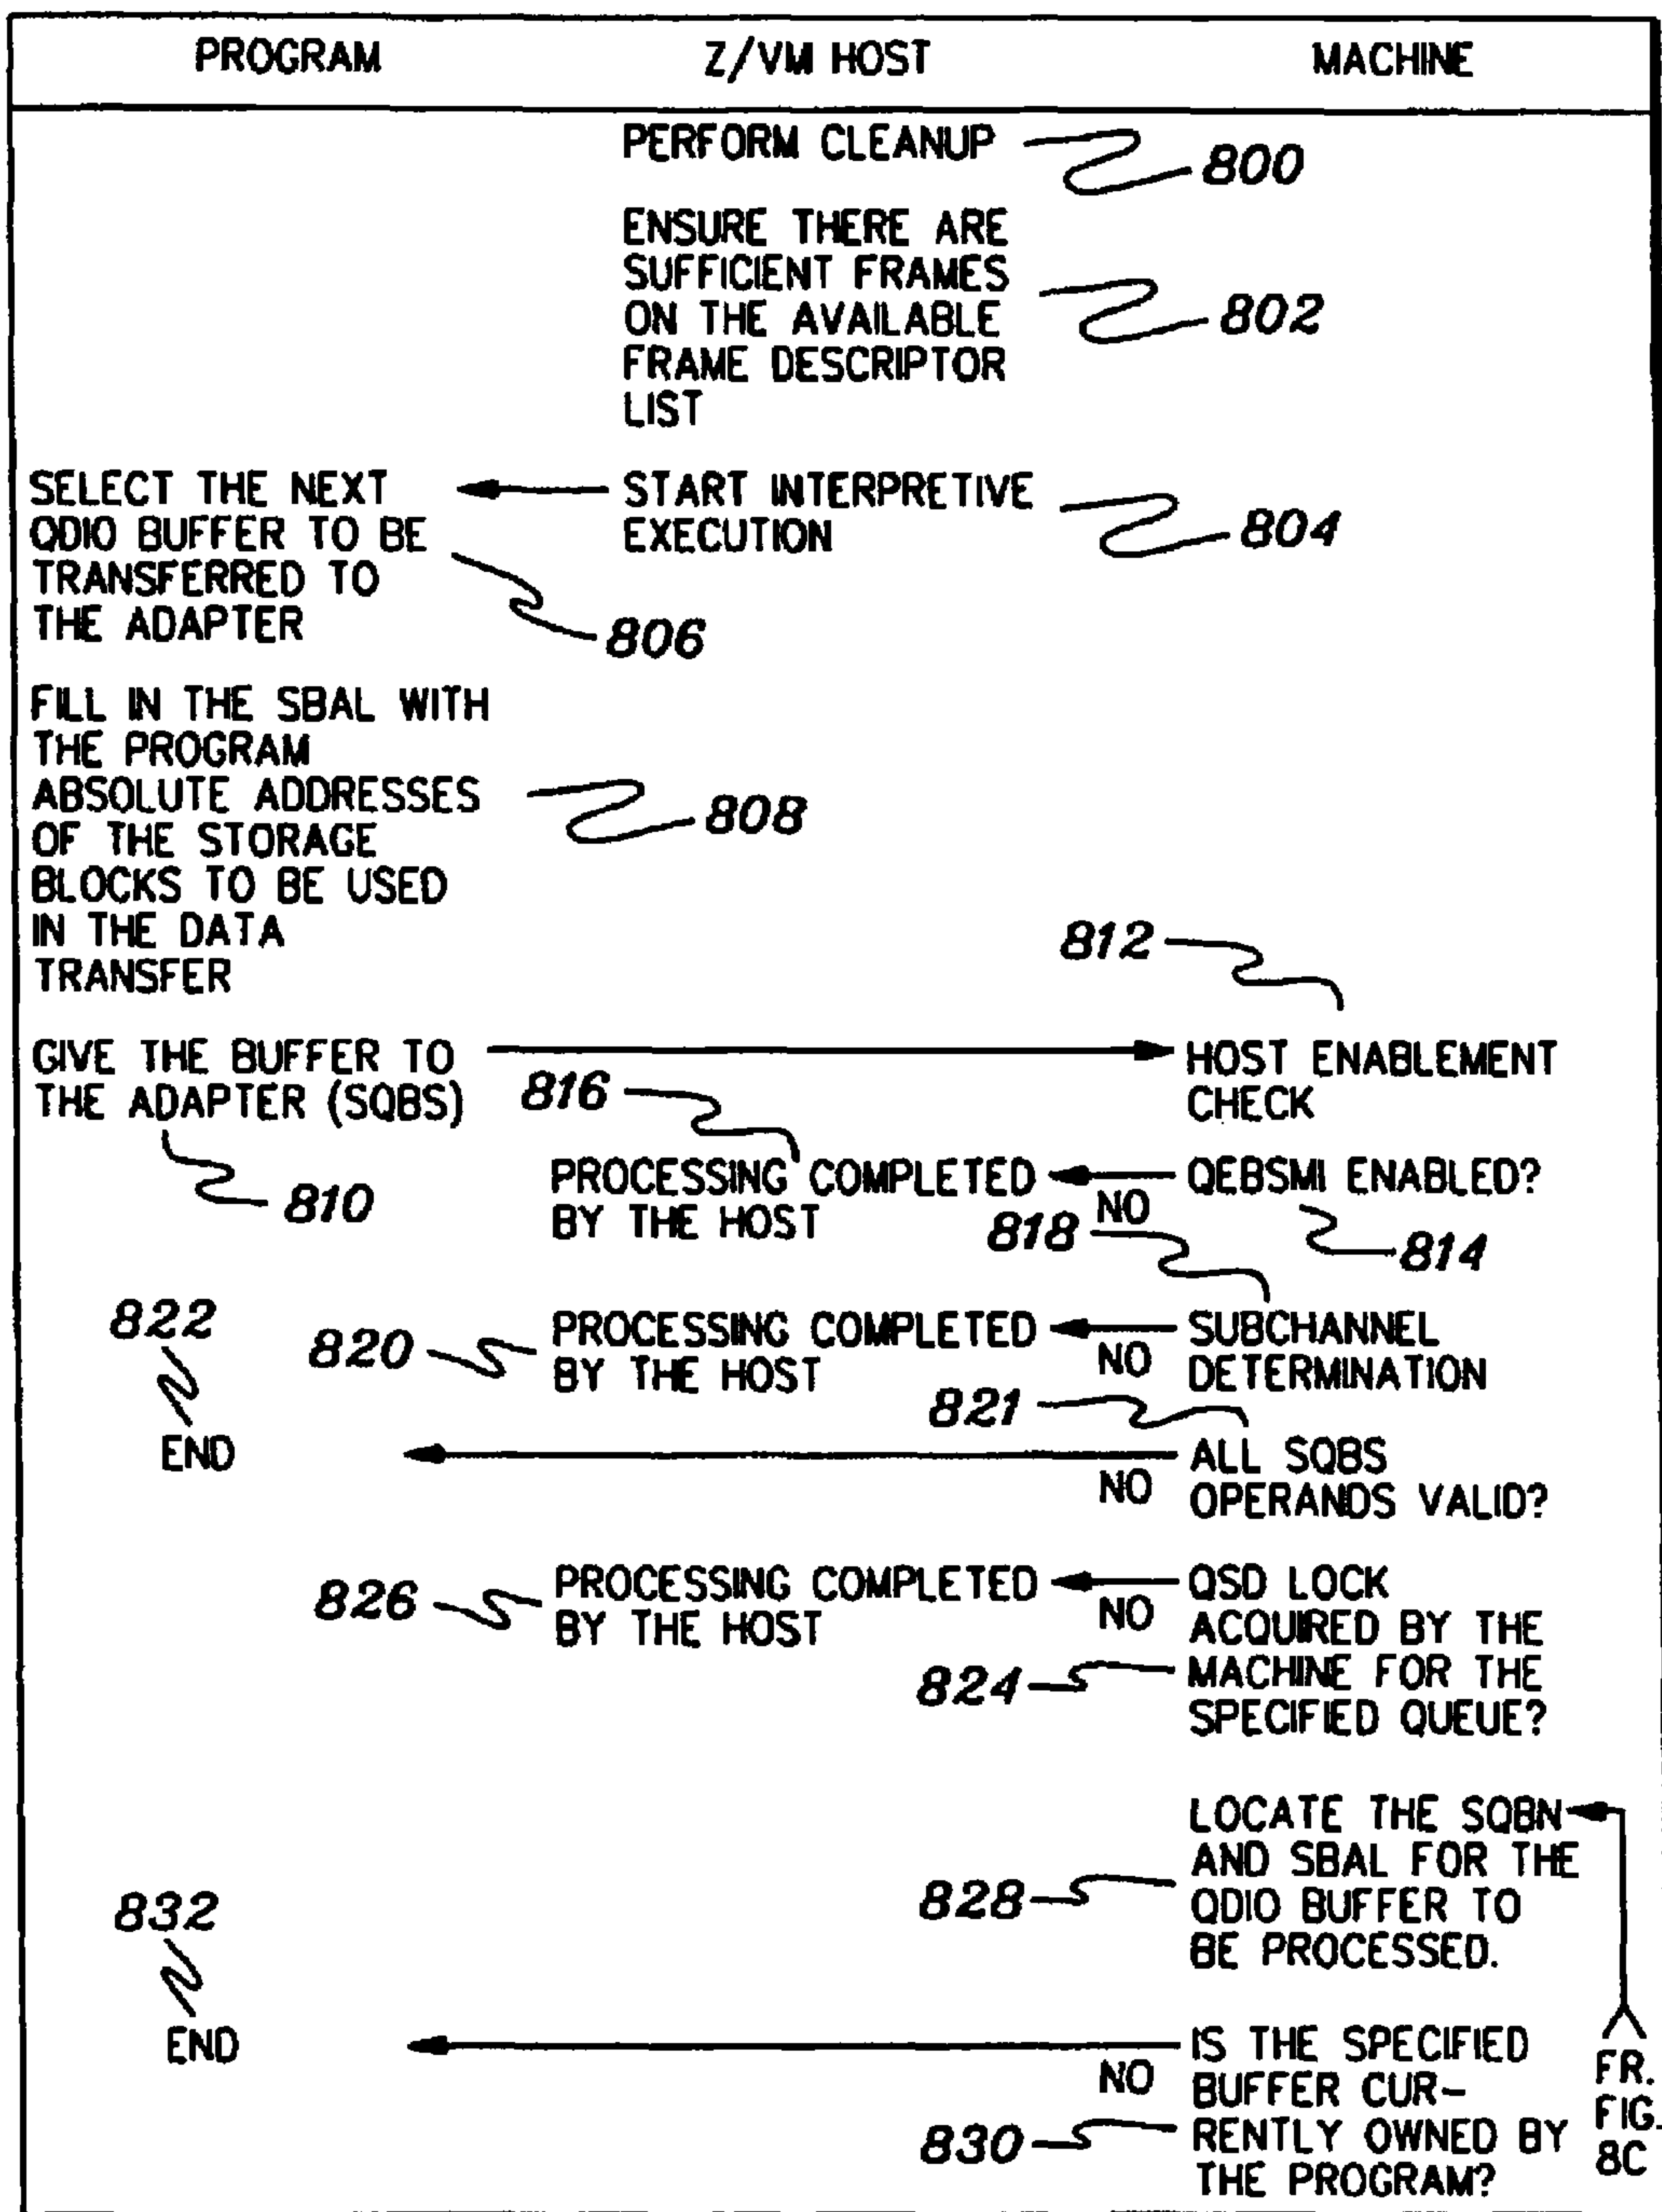 PROGRAM
Z/VM HOST
MACHINE
PERFORM CLEANUP
800
ENSURE THERE ARE
SUFFICIENT FRAMES
ON THE AVAILABLE
FRAME DESCRIPTOR
LIST
802
SELECT THE NEXT
QDIO BUFFER TO BE
TRANSFERRED TO
THE ADAPTER
806
START INTERPRETIVE
EXECUTION
804
FILL IN THE SBAL WITH
THE PROGRAM
ABSOLUTE ADDRESSES
OF THE STORAGE
BLOCKS TO BE USED
IN THE DATA
TRANSFER
808
812
GIVE THE BUFFER TO
THE ADAPTER (SQBS)
810
HOST ENABLEMENT
CHECK
816
PROCESSING COMPLETED
BY THE HOST
NO
QEBSMI ENABLED?
814
818
822
END
820
PROCESSING COMPLETED
BY THE HOST
NO
SUBCHANNEL
DETERMINATION
821
NO
ALL SQBS
OPERANDS VALID?
826
PROCESSING COMPLETED
BY THE HOST
NO
QSD LOCK
ACQUIRED BY THE
MACHINE FOR THE
SPECIFIED QUEUE?
824
LOCATE THE SQBN
AND SBAL FOR THE
QDIO BUFFER TO
BE PROCESSED.
828
832
END
NO
IS THE SPECIFIED
BUFFER CUR-
RENTLY OWNED BY
THE PROGRAM?
830
FR.
FIG.
8C